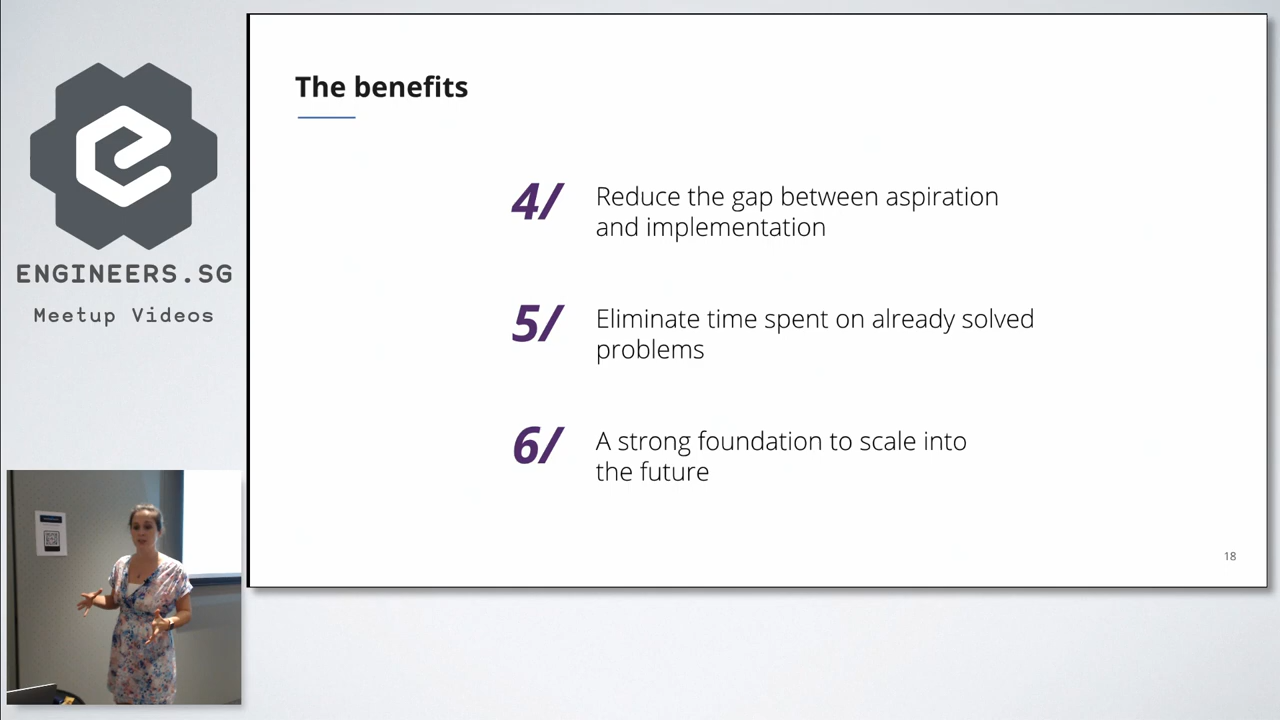 ENGINEERS.SG
Meetup Videos
The benefits
4/ Reduce the gap between aspiration
and implementation
5/ Eliminate time spent on already solved
problems
6/ A strong foundation to scale into
the future
18